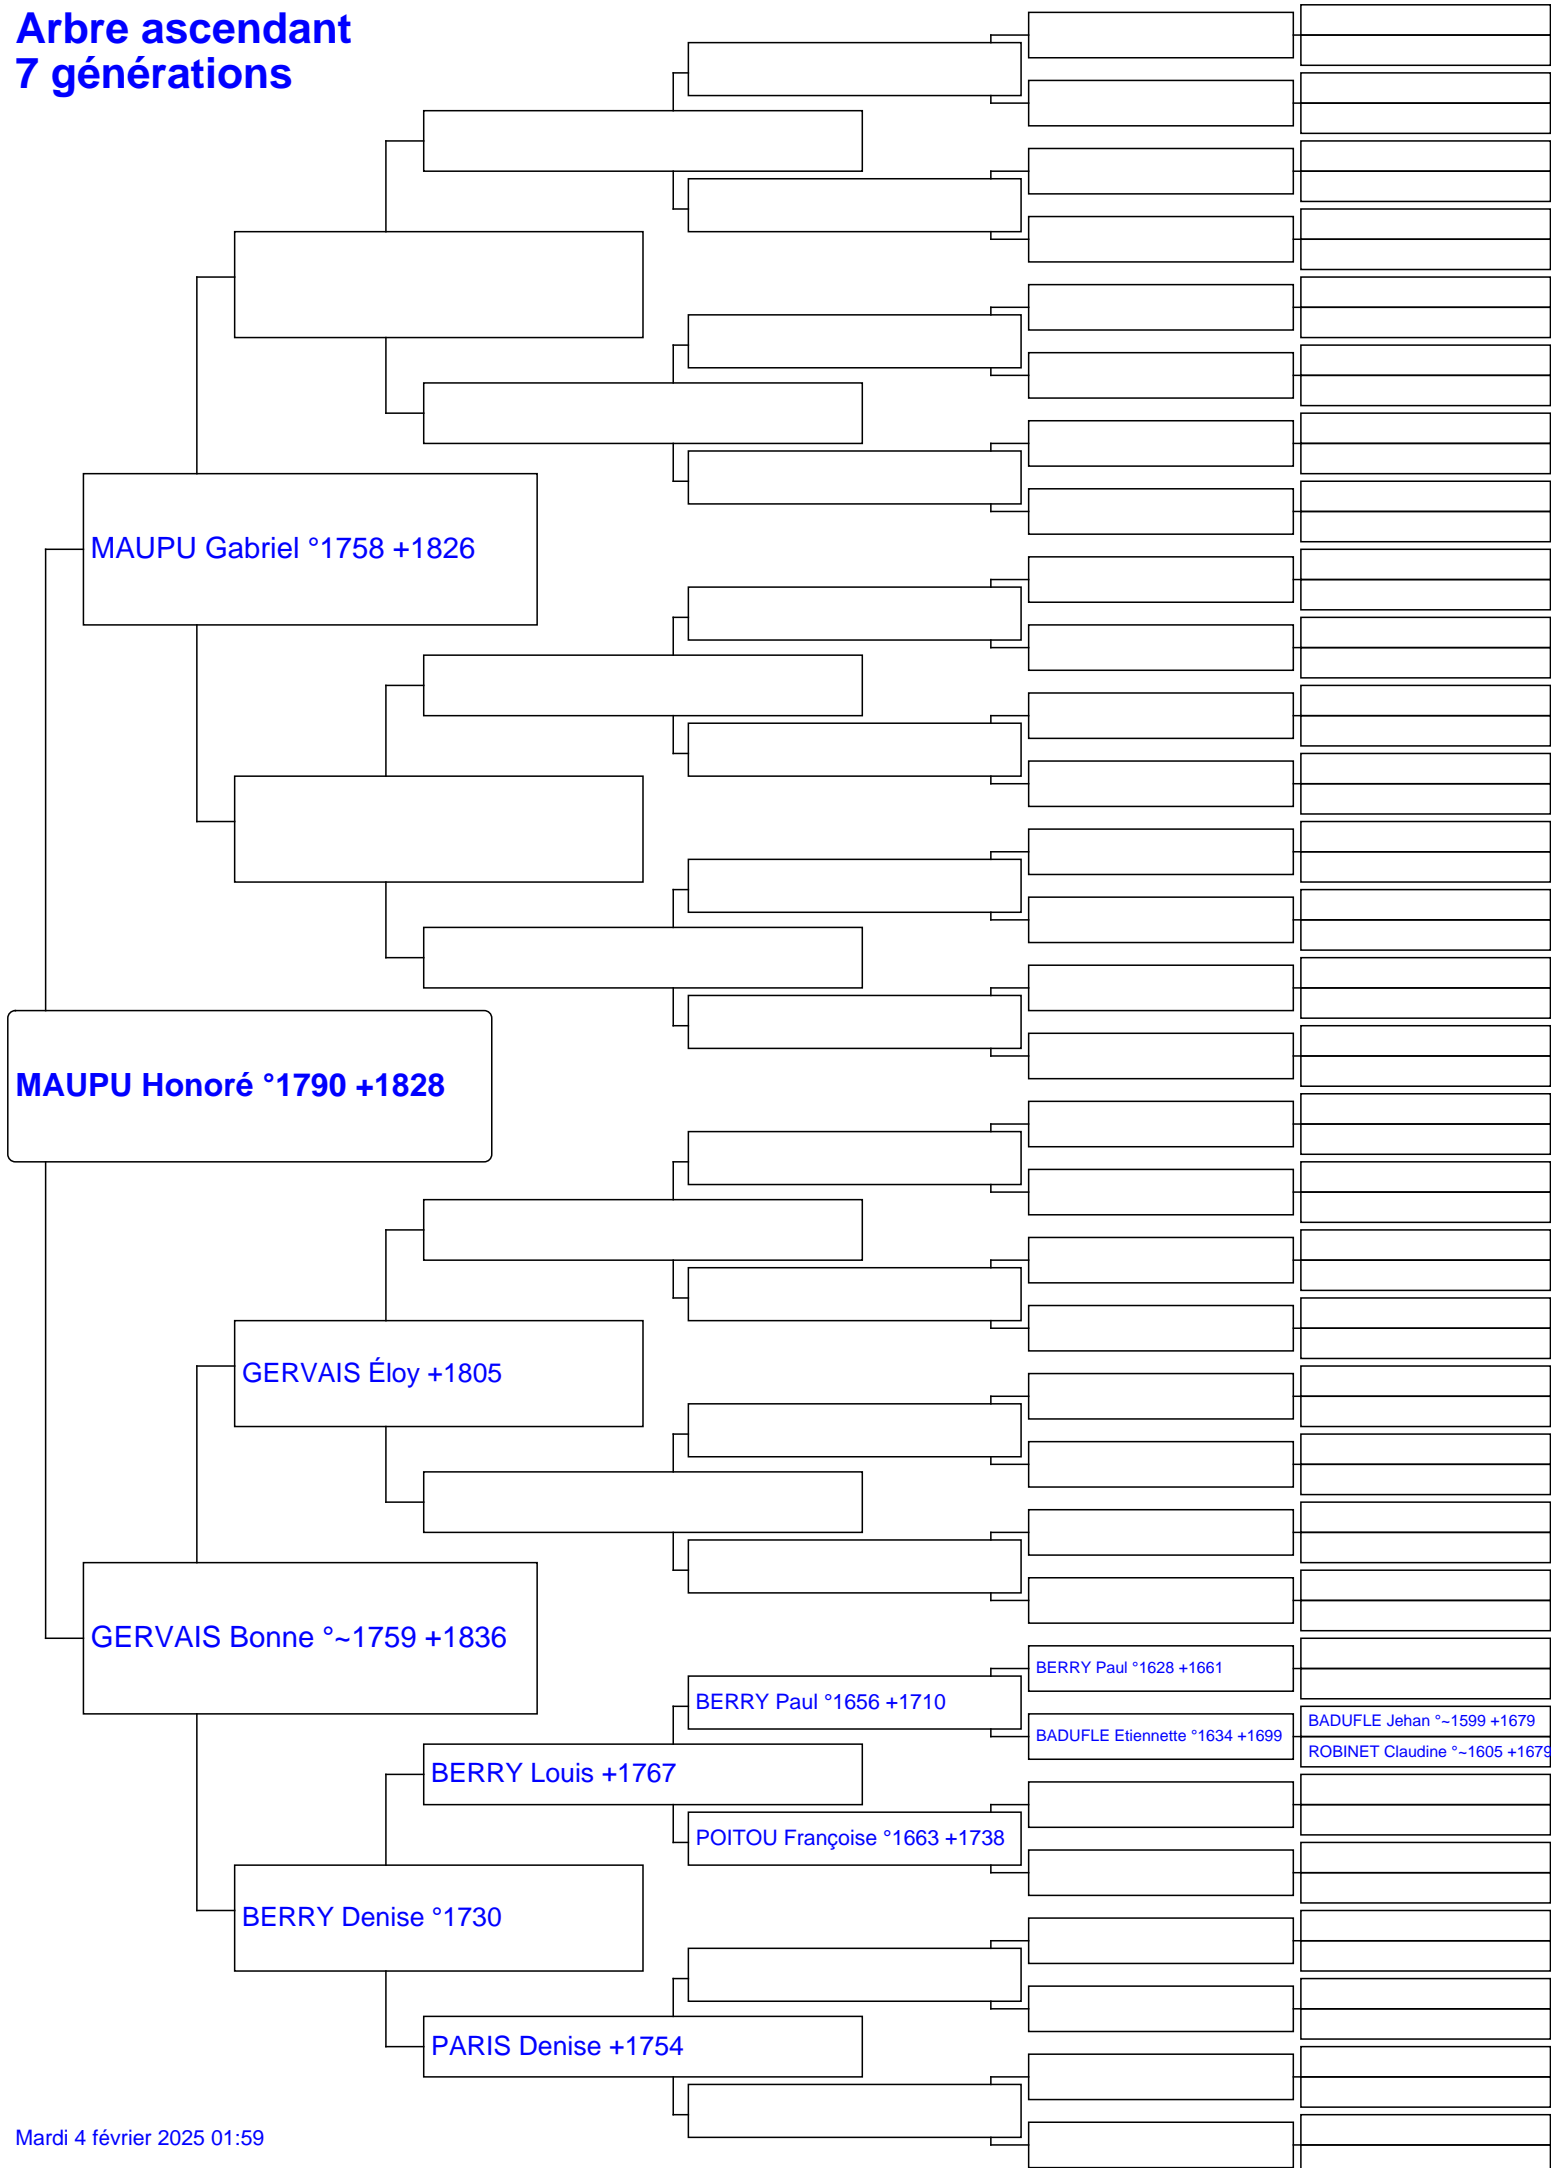 Arbre ascendant
7 générations
MAUPU Gabriel °1758 +1826
MAUPU Honoré °1790 +1828
GERVAIS Éloy +1805
GERVAIS Bonne °~1759 +1836
BERRY Paul °1628 +1661
BERRY Paul °1656 +1710
BADUFLE Etiennette °1634 +1699
BADUFLE Jehan °~1599 +1679
ROBINET Claudine °~1605 +1679
BERRY Louis +1767
POITOU Françoise °1663 +1738
BERRY Denise °1730
PARIS Denise +1754
Mardi 4 février 2025 01:59